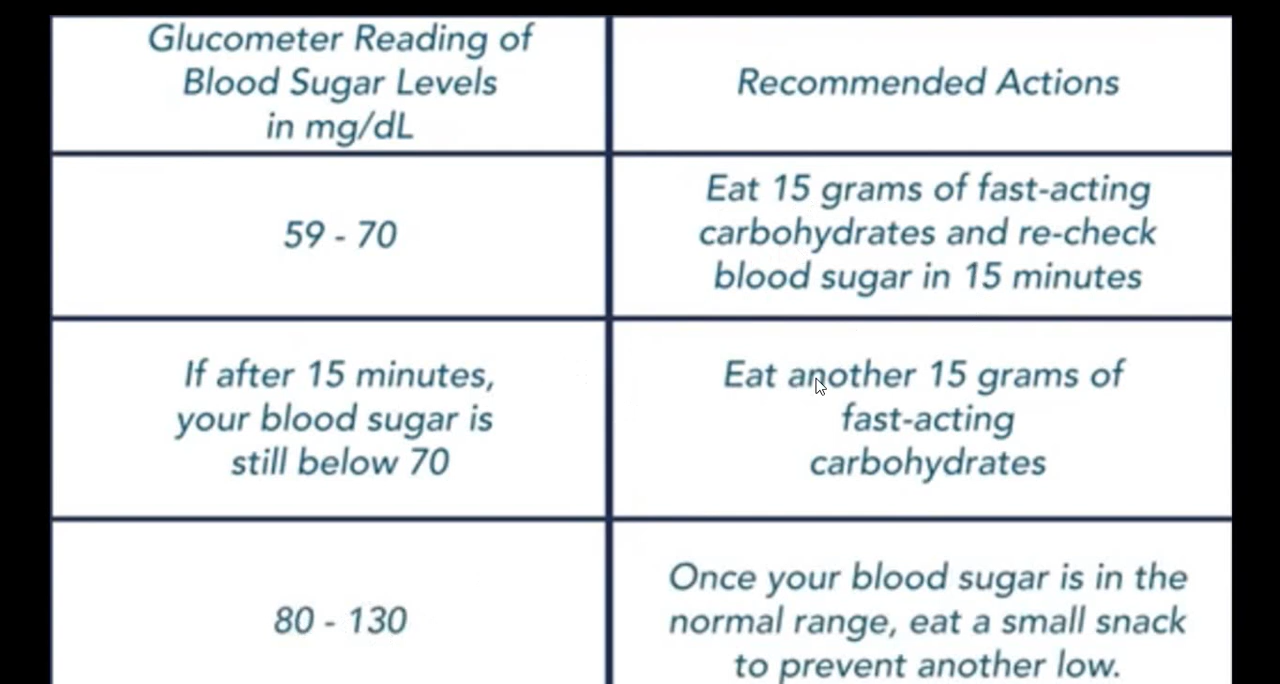 Glucometer Reading of
Blood Sugar Levels
in mg/dL
Recommended Actions
59 - 70
Eat 15 grams of fast-acting
carbohydrates and re-check
blood sugar in 15 minutes
If after 15 minutes,
your blood sugar is
still below 70
Eat another 15 grams of
fast-acting
carbohydrates
80 - 130
Once your blood sugar is in the
normal range, eat a small snack
to prevent another low.